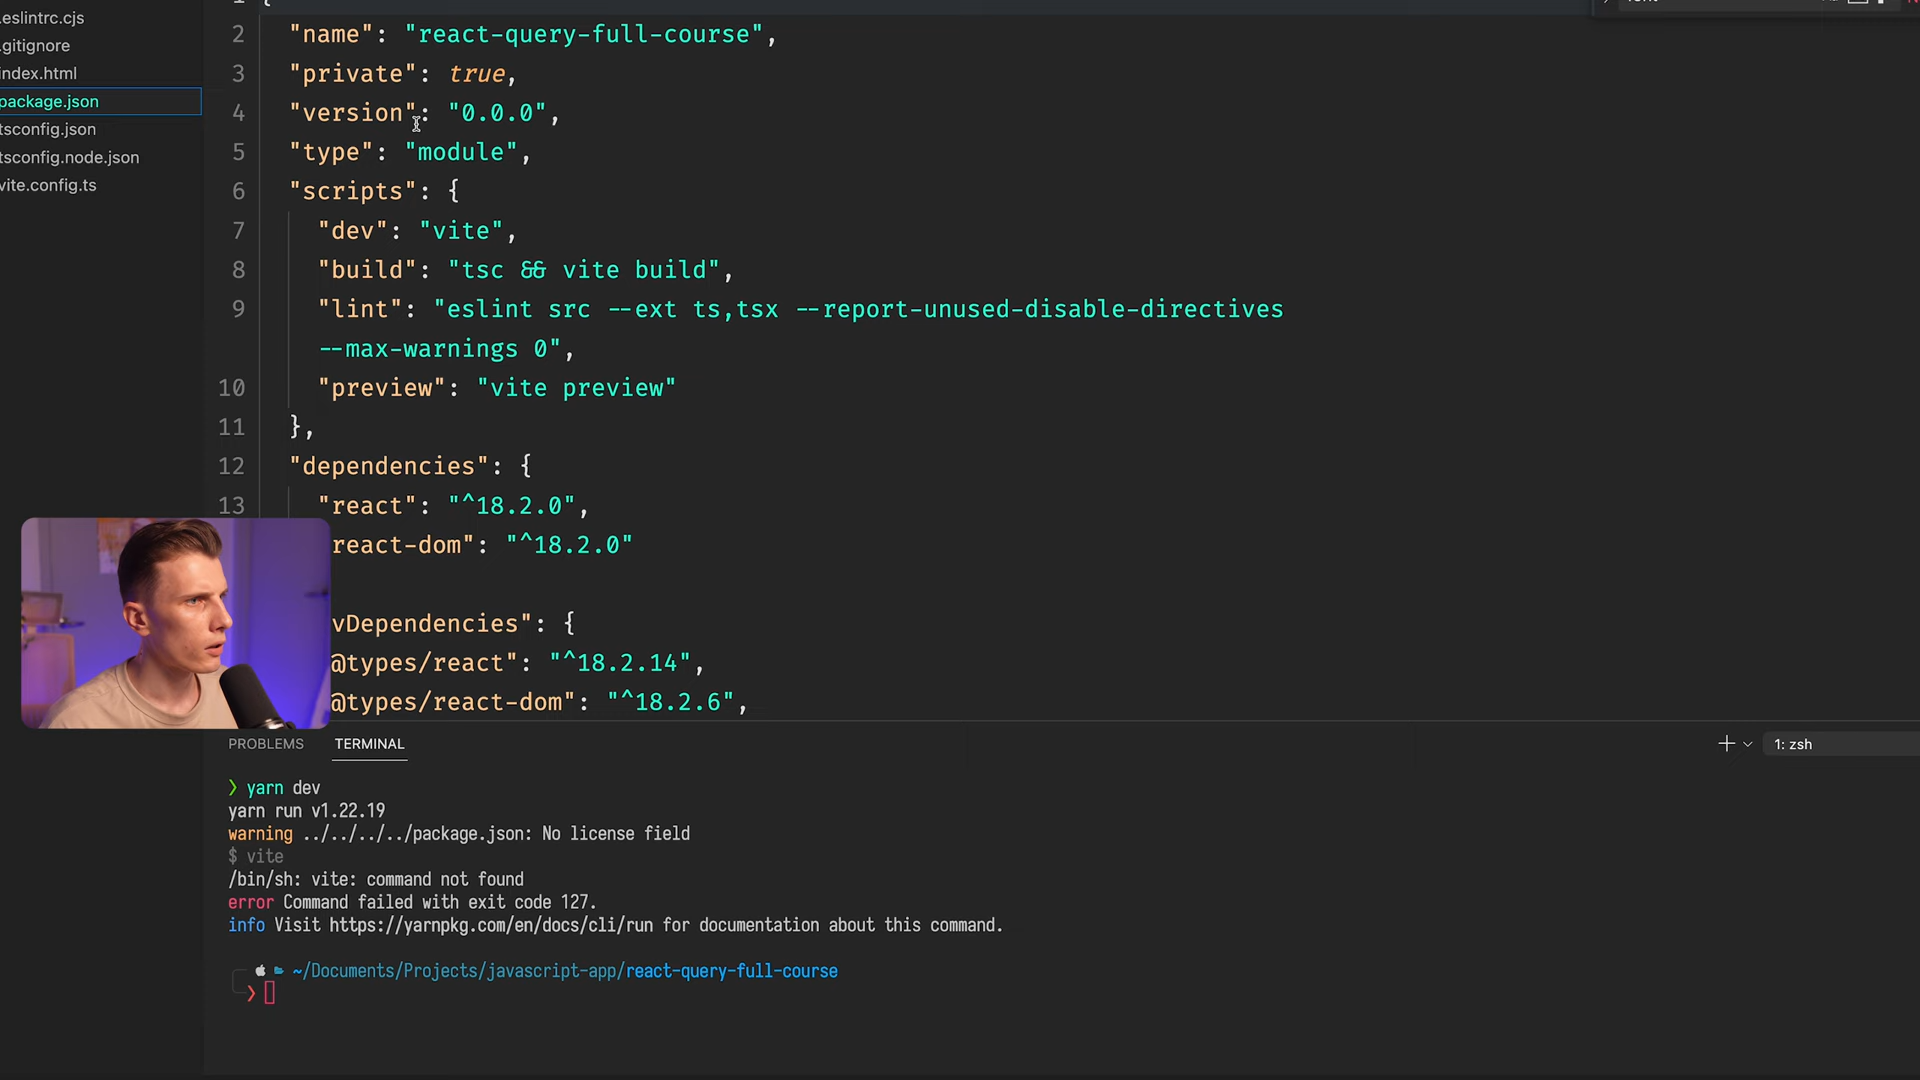 .eslintrc.cjs
.gitignore
index.html
package.json
tsconfig.json
tsconfig.node.json
vite.config.ts
1
2 "name": "react-query-full-course",
3 "private": true,
4 "version": "0.0.0",
5 "type": "module",
6 "scripts": {
7 "dev": "vite",
8 "build": "tsc && vite build",
9 "lint": "eslint src --ext ts,tsx --report-unused-disable-directives
--max-warnings 0",
10 "preview": "vite preview"
11 },
12 "dependencies": {
13 "react": "^18.2.0",
react-dom": "^18.2.0"
vDependencies": {
@types/react": "^18.2.14",
@types/react-dom": "^18.2.6",
PROBLEMS TERMINAL
1: zsh
❯ yarn dev
yarn run v1.22.19
warning ../../../../package.json: No license field
$ vite
/bin/sh: vite: command not found
error Command failed with exit code 127.
info Visit https://yarnpkg.com/en/docs/cli/run for documentation about this command.
~/Documents/Projects/javascript-app/react-query-full-course
❯